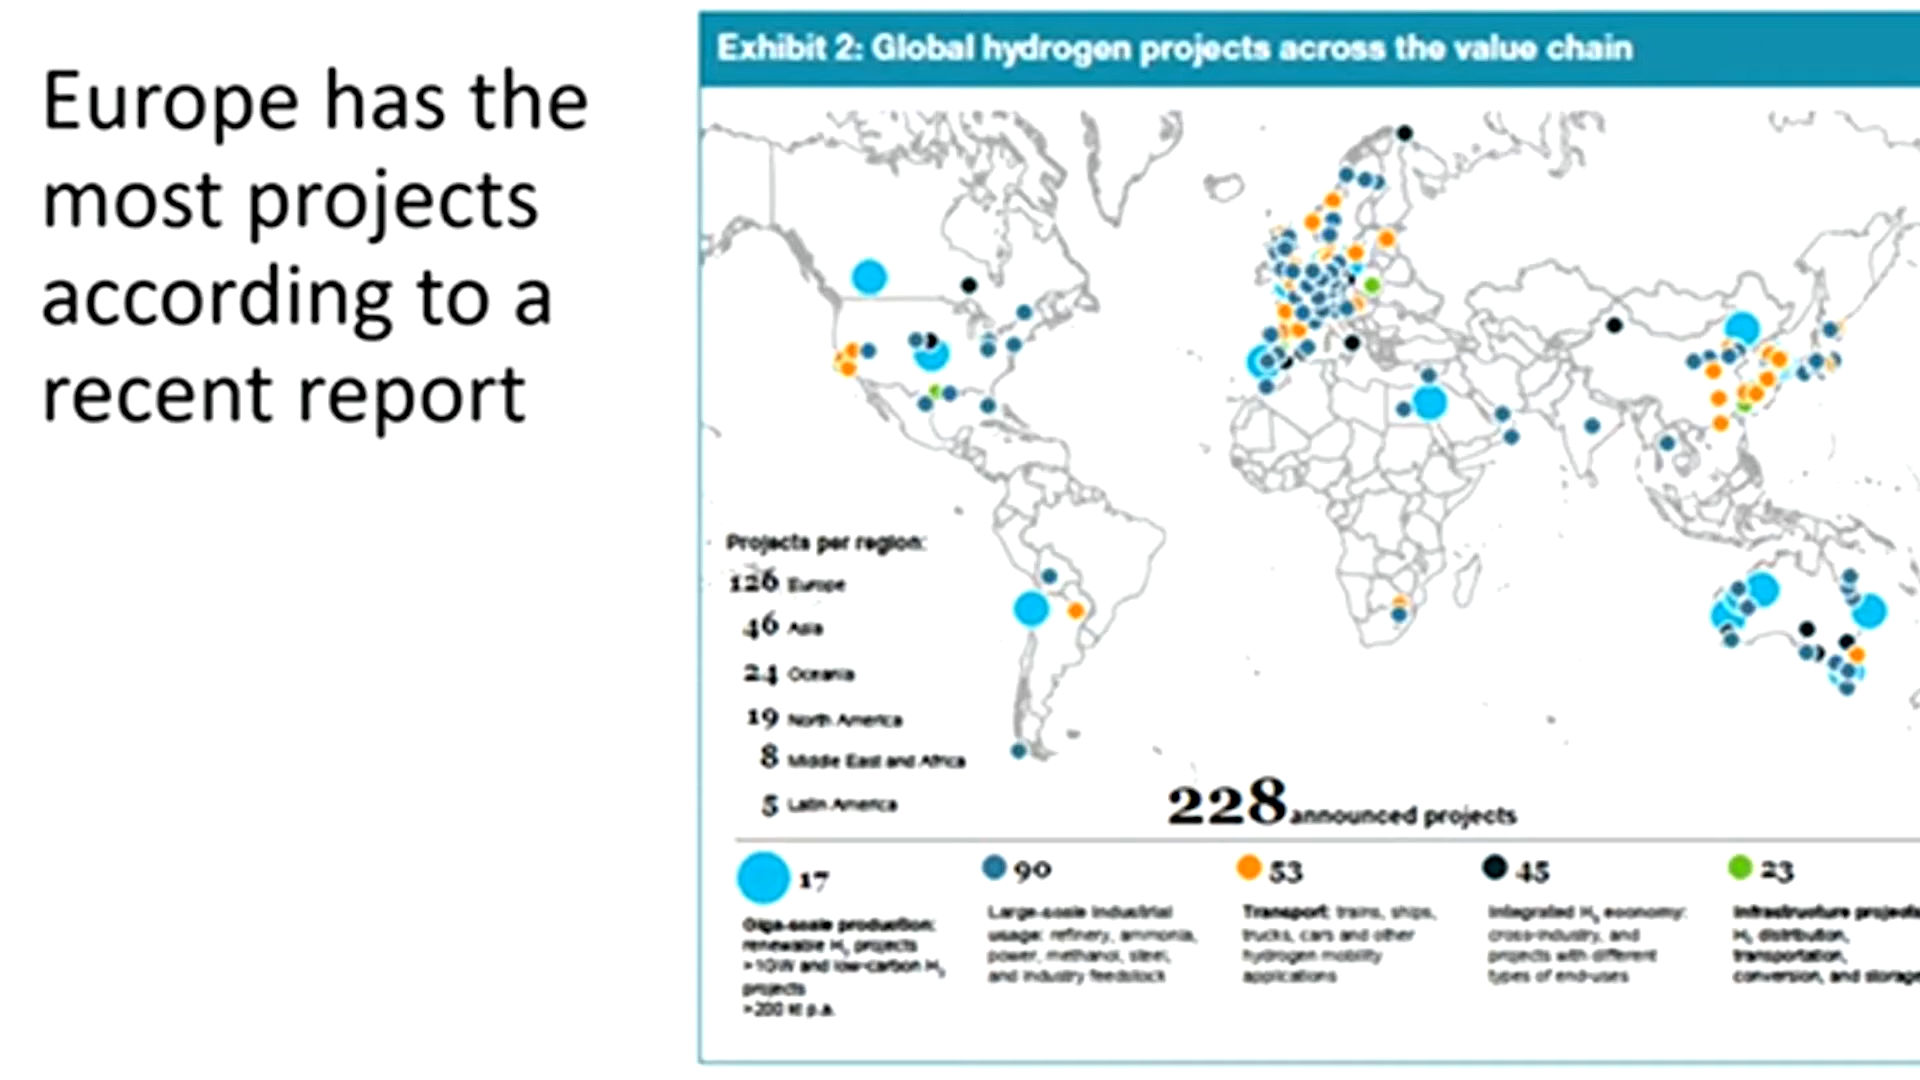 Europe has the
most projects
according to a
recent report
Exhibit 2: Global hydrogen projects across the value chain
Projects per region:
126 Europe
46 Asia
24 Oceania
19 North America
8 Middle East and Africa
5 Latin America
228 announced projects
17
Giga-scale production:
renewable H₂ projects
>1GW and low-carbon H₂
projects
>200 kt p.a.
90
Large-scale industrial
usage: refinery, ammonia,
power, methanol, steel,
and industry feedstock
53
Transport: trains, ships,
trucks, cars and other
hydrogen mobility
applications
45
Integrated H₂ economy:
cross-industry, and
projects with different
types of end-uses
23
Infrastructure projects
H₂ distribution,
transportation,
conversion, and storage